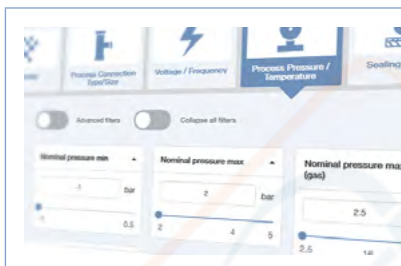 Process Connection
Type/Size
Voltage / Frequency
Process Pressure /
Temperature
Sealing
Advanced filters
Collapse all filters
Nominal pressure min
-1
bar
-1
0.5
Nominal pressure max
2
bar
2
4
5
Nominal pressure max
(gas)
2.5
2.5